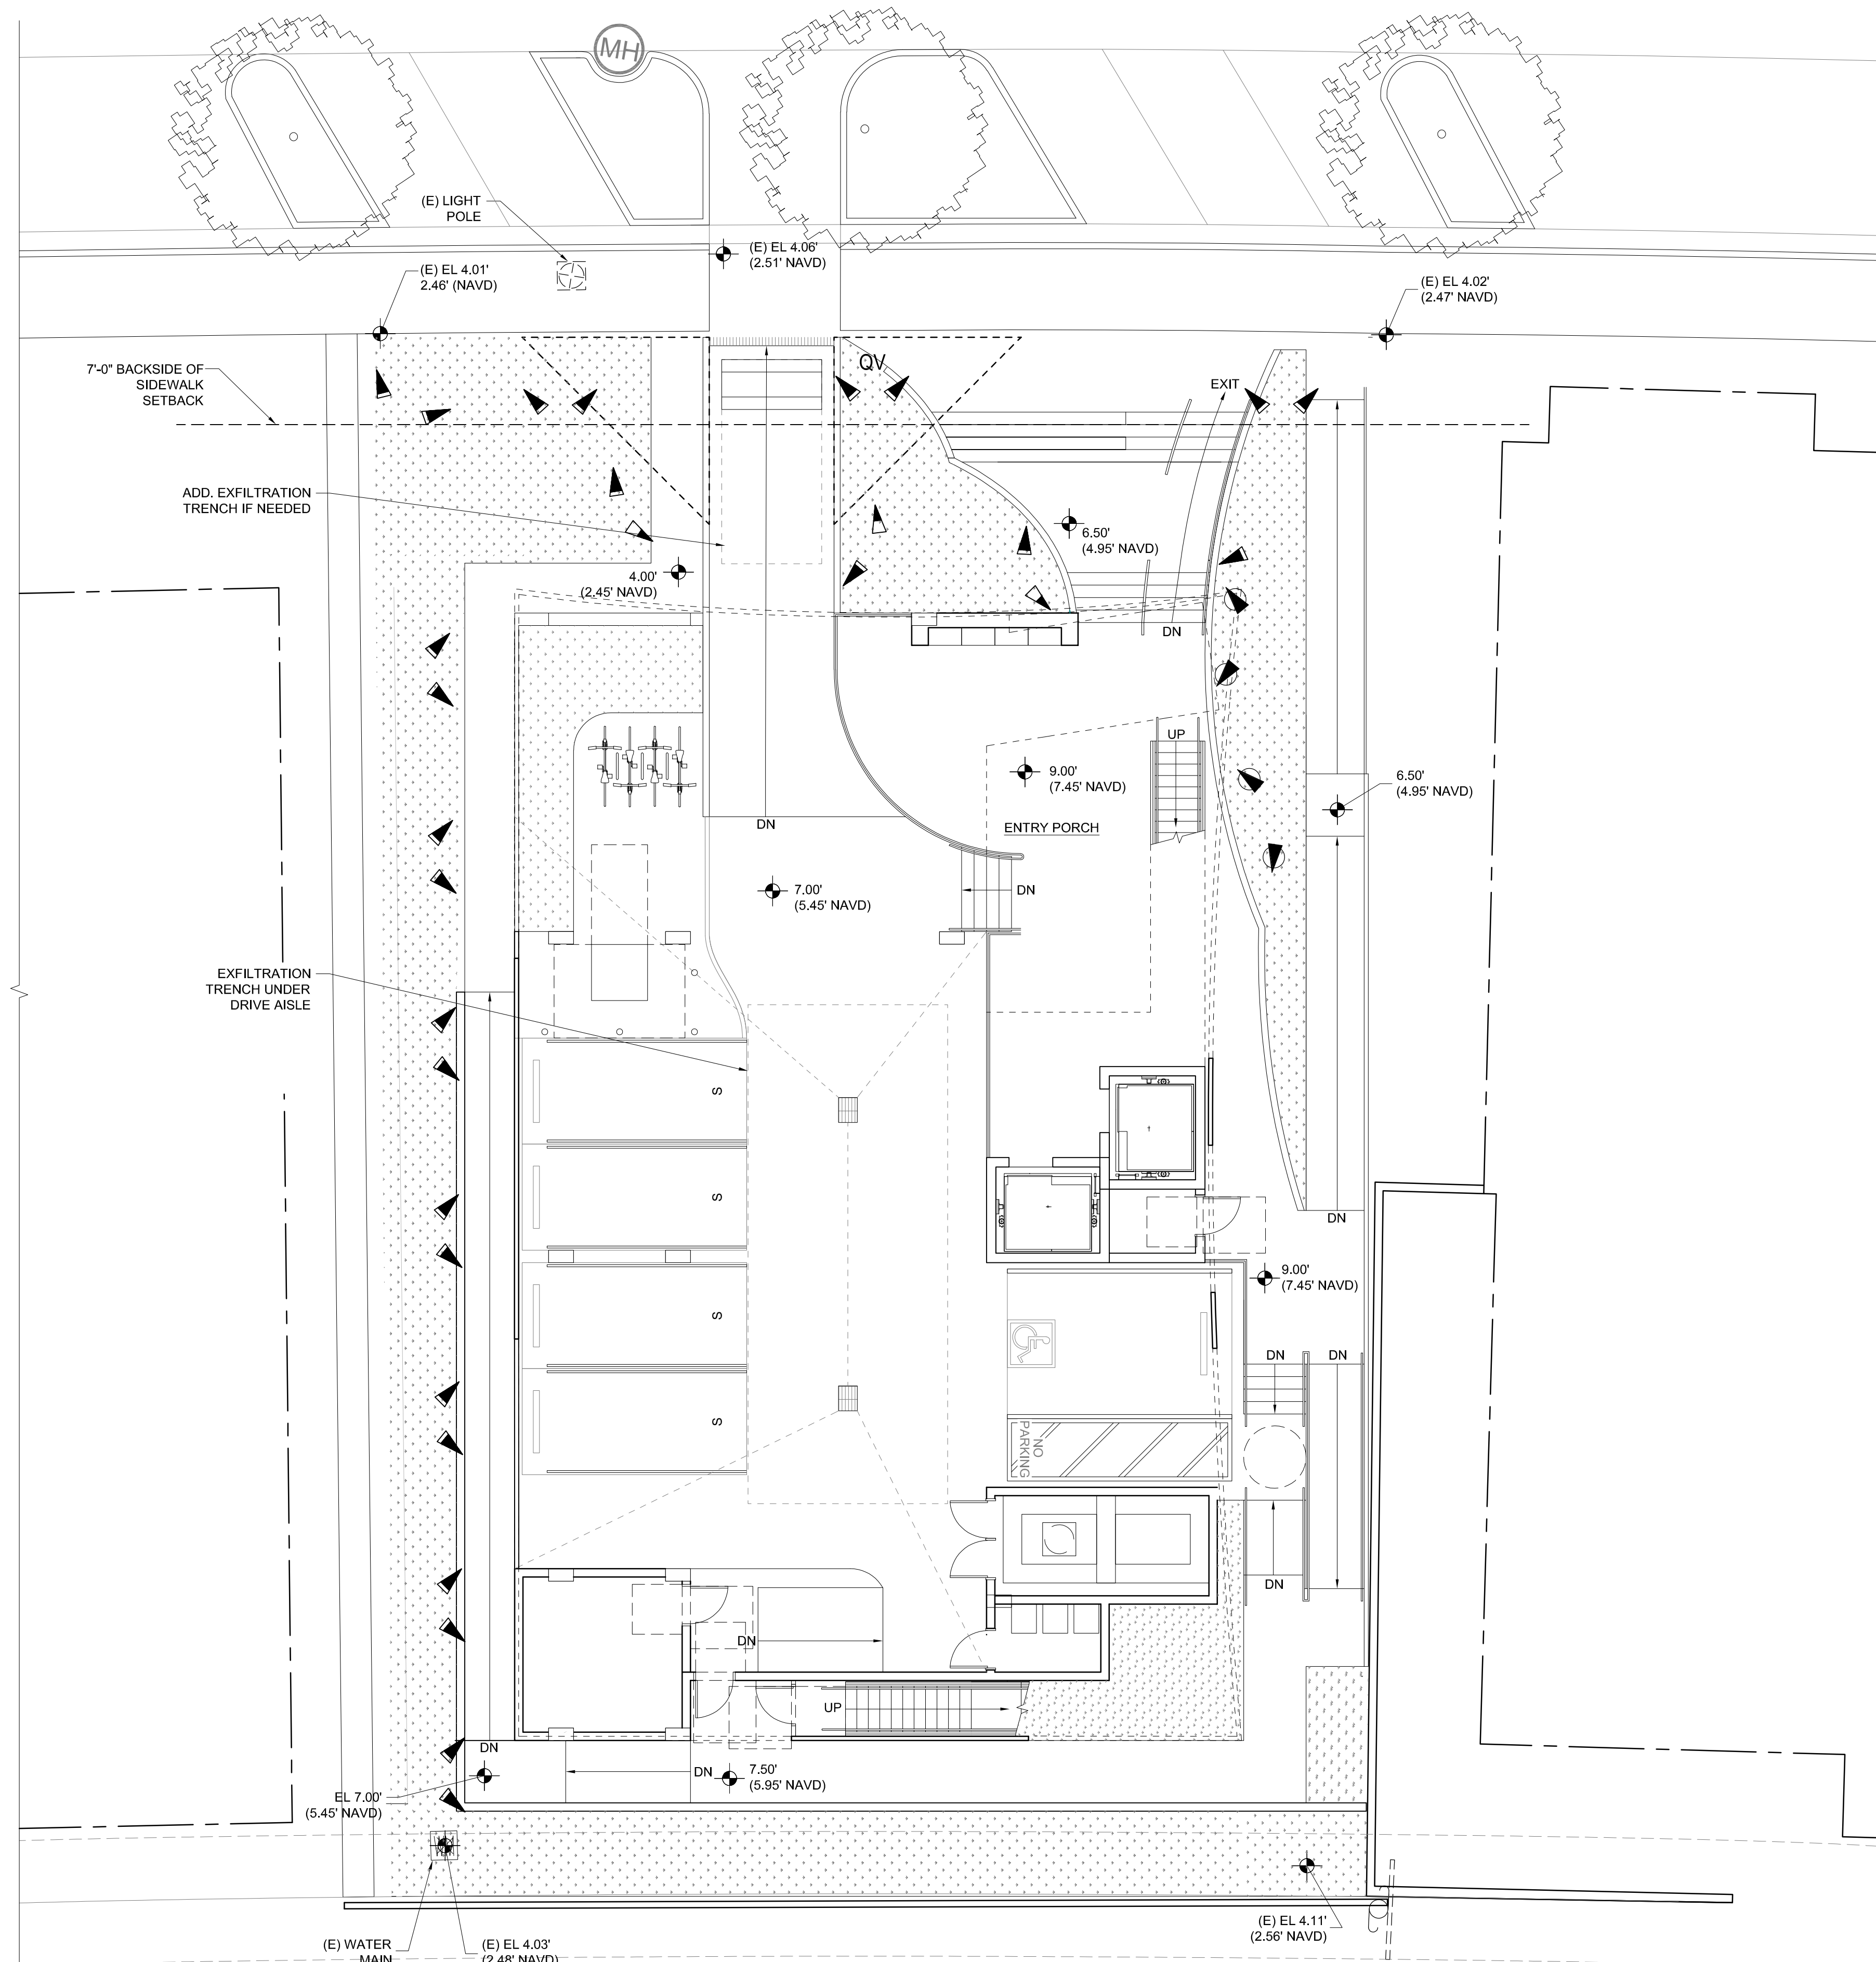 MH
(E) LIGHT
POLE
(E) EL 4.06'
(2.51' NAVD)
(E) EL 4.01'
2.46' (NAVD)
(E) EL 4.02'
(2.47' NAVD)
7'-0" BACKSIDE OF
SIDEWALK
SETBACK
QV
EXIT
ADD. EXFILTRATION
TRENCH IF NEEDED
6.50'
(4.95' NAVD)
4.00'
(2.45' NAVD)
DN
UP
9.00'
(7.45' NAVD)
6.50'
(4.95' NAVD)
DN
ENTRY PORCH
7.00'
(5.45' NAVD)
DN
EXFILTRATION
TRENCH UNDER
DRIVE AISLE
S
S
DN
9.00'
(7.45' NAVD)
S
DN
DN
S
NO
PARKING
DN
DN
UP
DN
DN
7.50'
(5.95' NAVD)
EL 7.00'
(5.45' NAVD)
(E) EL 4.11'
(2.56' NAVD)
(E) WATER
MAIN
(E) EL 4.03'
(2.48' NAVD)